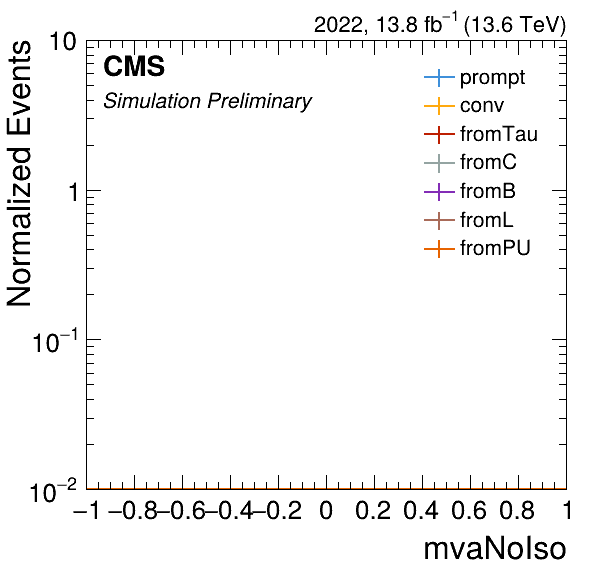 2022, 13.8 fb⁻¹ (13.6 TeV)
CMS
Simulation Preliminary
prompt
conv
fromTau
fromC
fromB
fromL
fromPU
Normalized Events
10
1
10⁻¹
10⁻²
−1 −0.8 −0.6 −0.4 −0.2 0 0.2 0.4 0.6 0.8 1
mvaNoIso